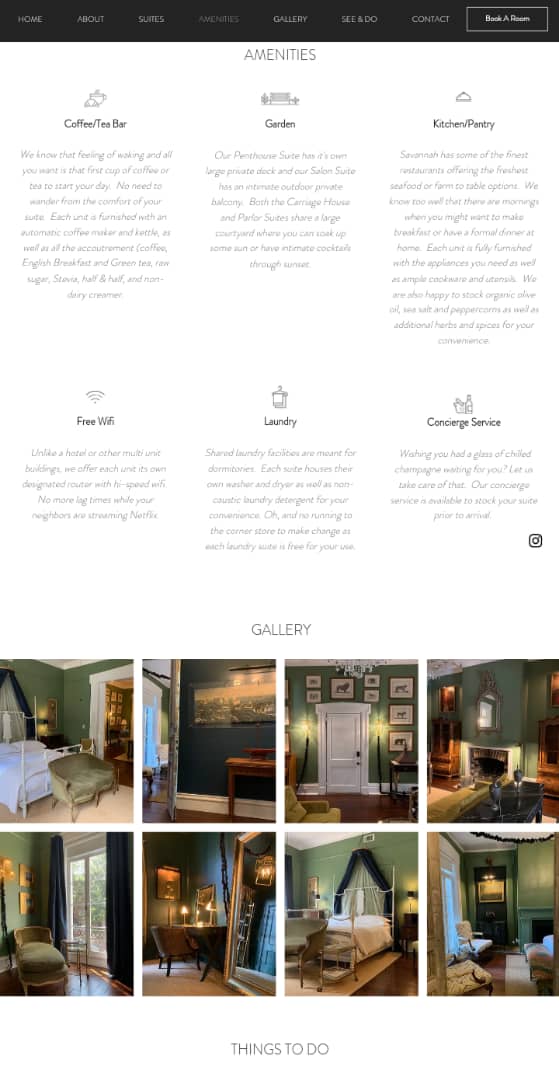 HOME ABOUT SUITES AMENITIES GALLERY SEE & DO CONTACT Book A Room
AMENITIES
Coffee/Tea Bar
We know that feeling of waking and all
you want is that first cup of coffee or
tea to start your day. No need to
wander from the comfort of your
suite. Each unit is furnished with an
automatic coffee maker and kettle, as
well as all the accoutrement (coffee,
English Breakfast and Green tea, raw
sugar, Stevia, half & half, and non-
dairy creamer.
Garden
Our Penthouse Suite has it's own
large private deck and our Salon Suite
has an intimate outdoor private
balcony. Both the Carriage House
and Parlor Suites share a large
courtyard where you can soak up
some sun or have intimate cocktails
through sunset.
Kitchen/Pantry
Savannah has some of the finest
restaurants offering the freshest
seafood or farm to table options. We
know too well that there are mornings
when you might want to make
breakfast or have a formal dinner at
home. Each unit is fully furnished
with the appliances you need as well
as ample cookware and utensils. We
are also happy to stock organic olive
oil, sea salt and peppercorns as well as
additional herbs and spices for your
convenience.
Free Wifi
Unlike a hotel or other multi unit
buildings, we offer each unit its own
designated router with hi-speed wifi.
No more lag times while your
neighbors are streaming Netflix.
Laundry
Shared laundry facilities are meant for
dormitories. Each suite houses their
own washer and dryer as well as non-
caustic laundry detergent for your
convenience. Oh, and no running to
the corner store to make change as
each laundry suite is free for your use.
Concierge Service
Wishing you had a glass of chilled
champagne waiting for you? Let us
take care of that. Our concierge
service is available to stock your suite
prior to arrival.
GALLERY
THINGS TO DO